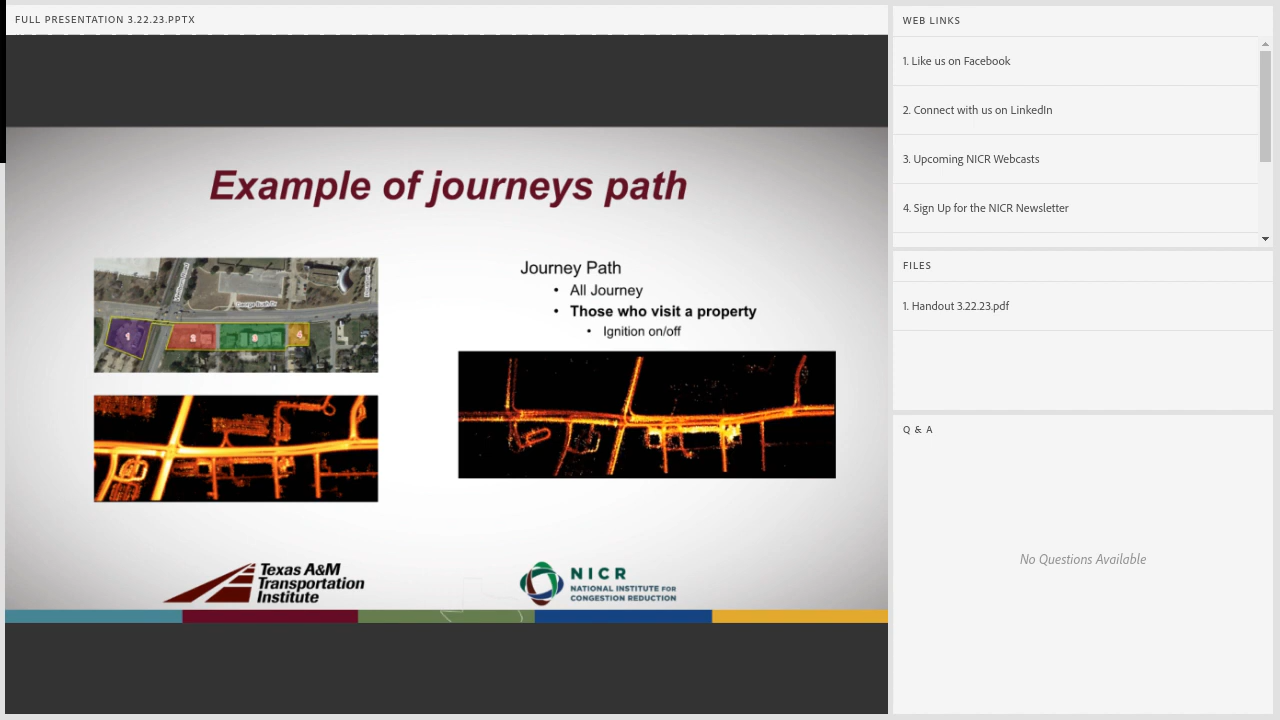 FULL PRESENTATION 3.22.23.PPTX
Example of journeys path
George Bush Dr
1
2
3
4
Journey Path
• All Journey
• Those who visit a property
• Ignition on/off
Texas A&M
Transportation
Institute
NICR
NATIONAL INSTITUTE FOR
CONGESTION REDUCTION
WEB LINKS
1. Like us on Facebook
2. Connect with us on LinkedIn
3. Upcoming NICR Webcasts
4. Sign Up for the NICR Newsletter
FILES
1. Handout 3.22.23.pdf
Q & A
No Questions Available